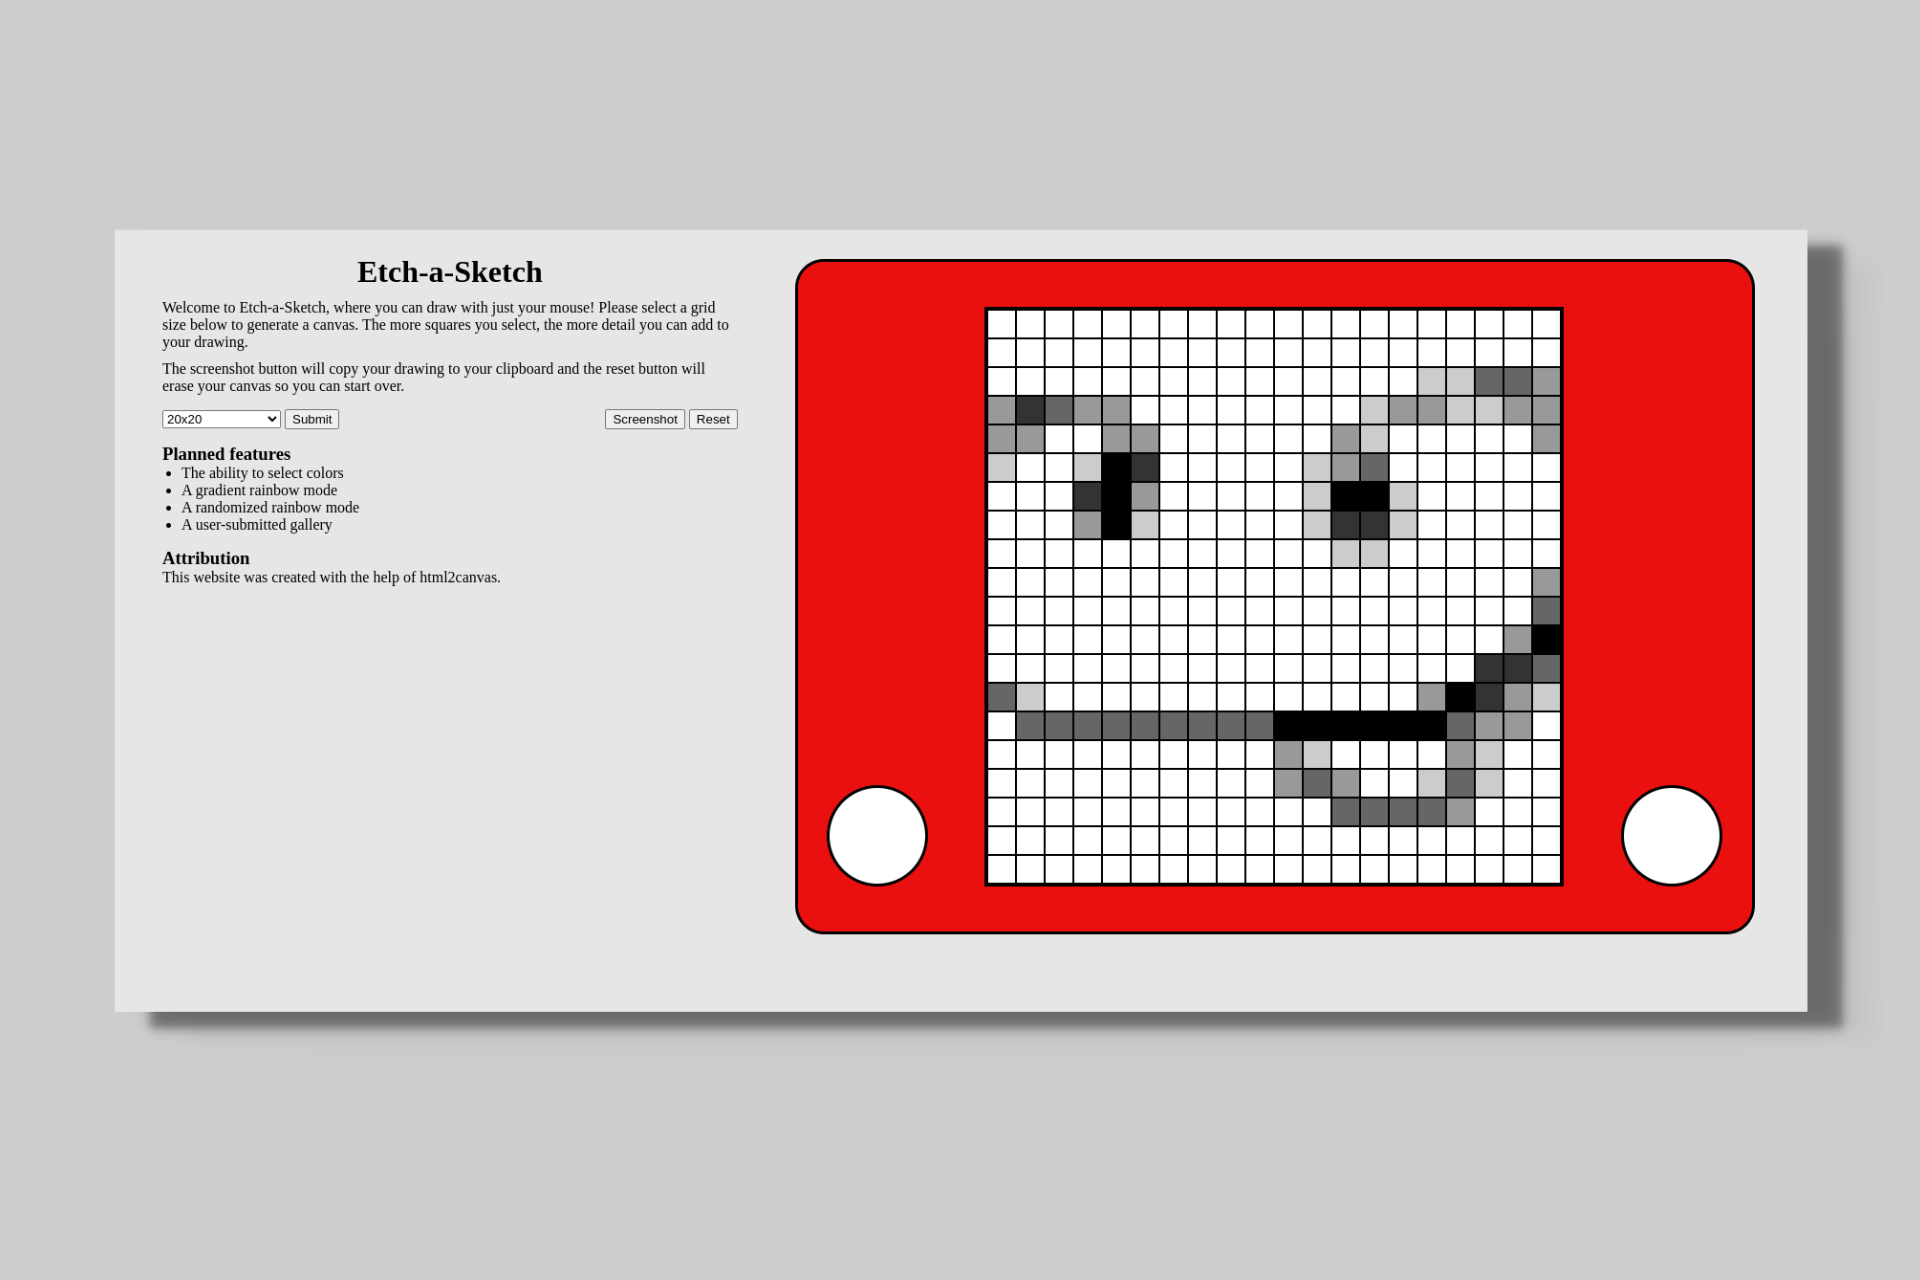 Etch-a-Sketch
Welcome to Etch-a-Sketch, where you can draw with just your mouse! Please select a grid
size below to generate a canvas. The more squares you select, the more detail you can add to
your drawing.
The screenshot button will copy your drawing to your clipboard and the reset button will
erase your canvas so you can start over.
20x20 Submit Screenshot Reset
Planned features
• The ability to select colors
• A gradient rainbow mode
• A randomized rainbow mode
• A user-submitted gallery
Attribution
This website was created with the help of html2canvas.